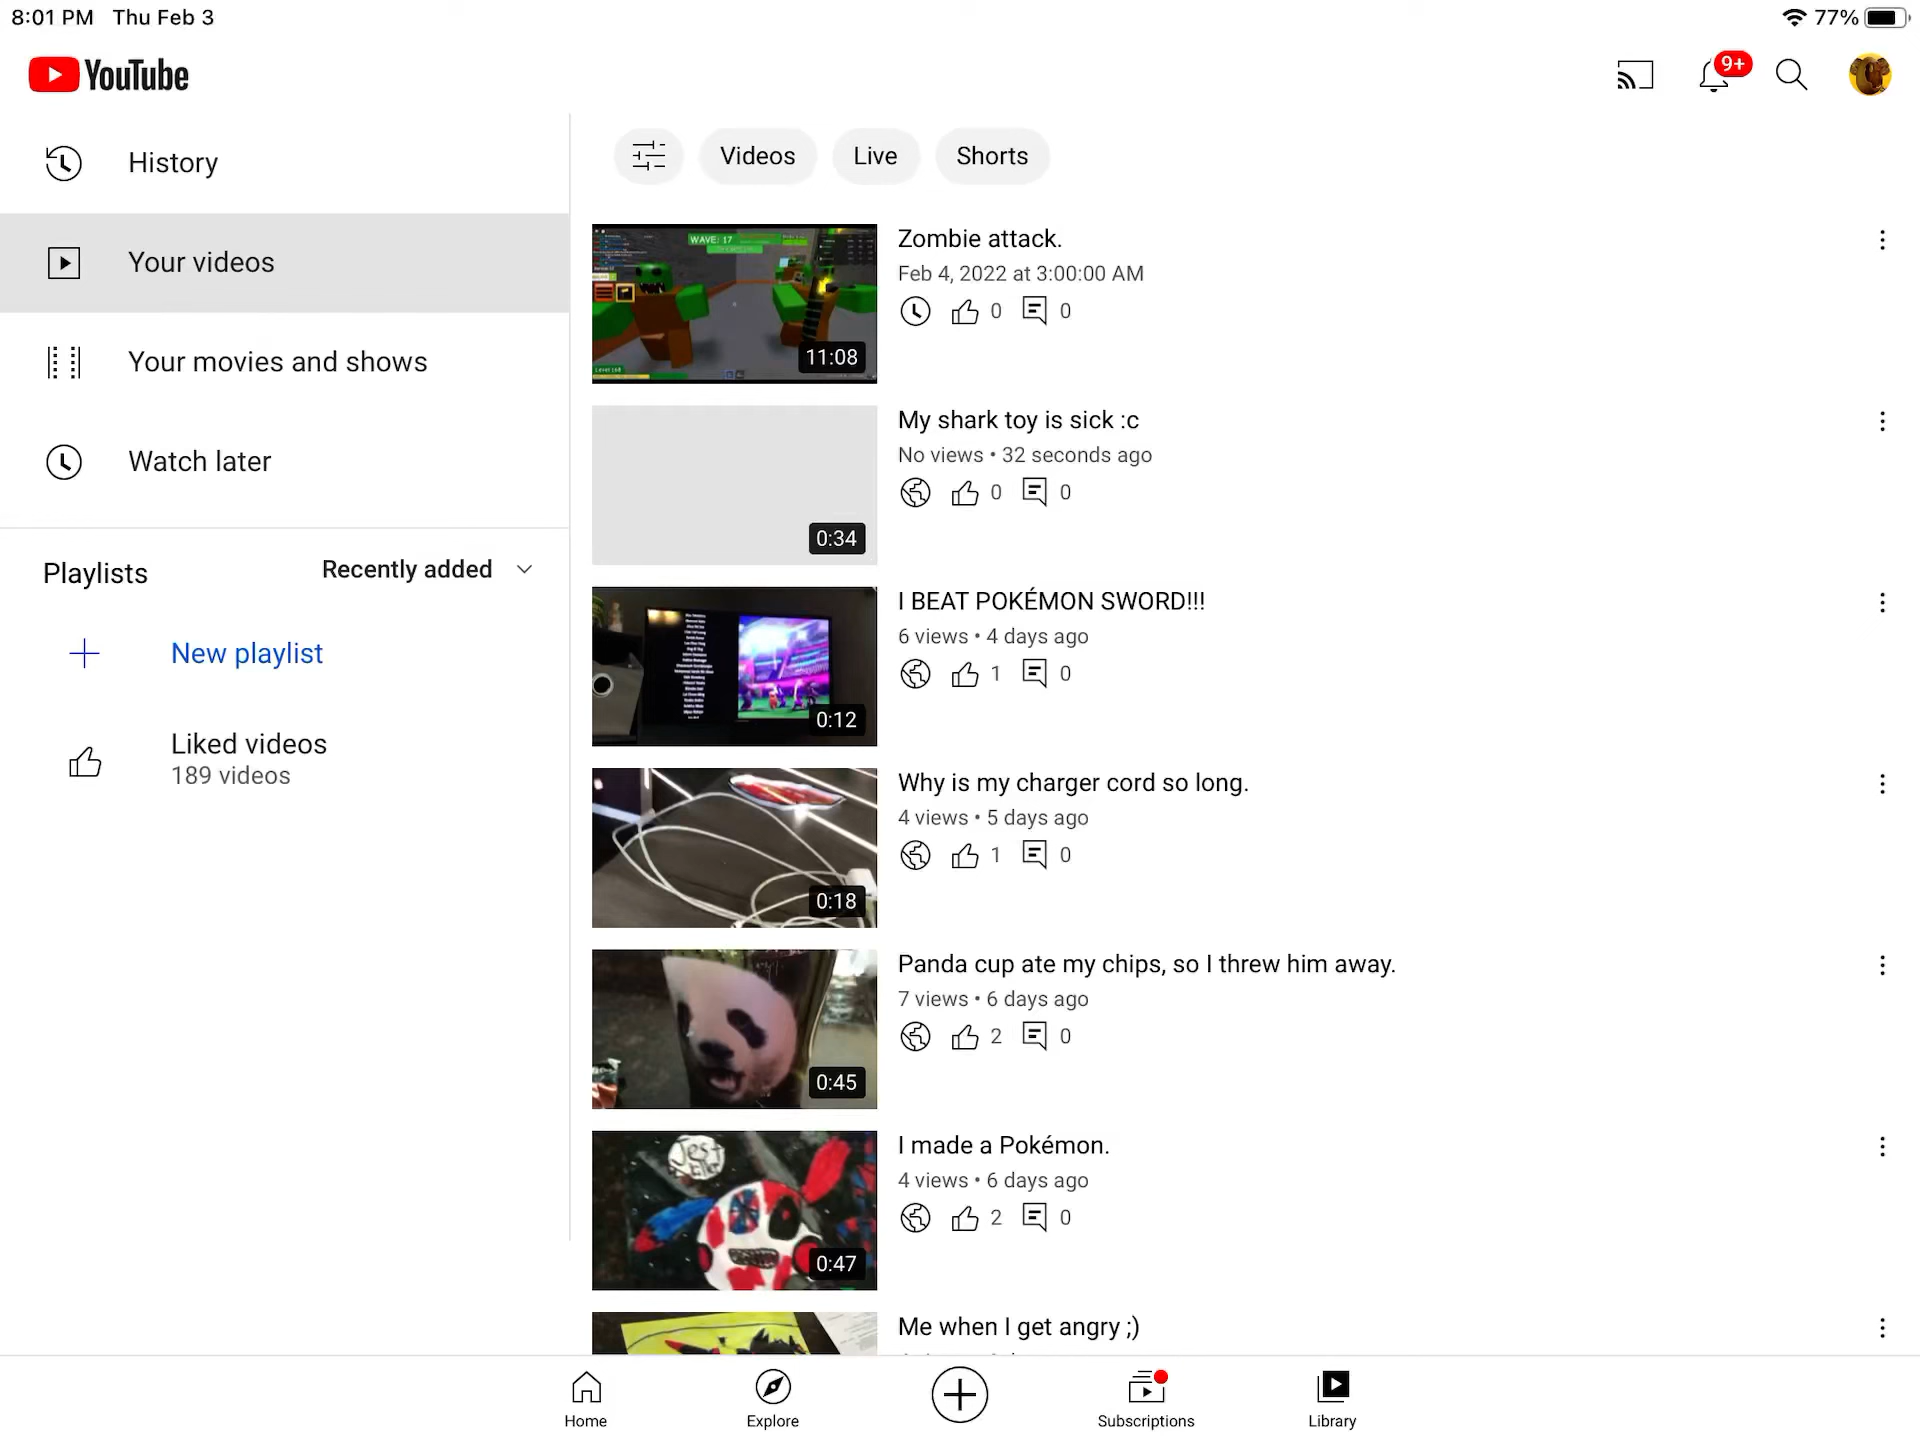 8:01 PM Thu Feb 3
77%
YouTube
9+
History
Your videos
Your movies and shows
Watch later
Playlists
Recently added
New playlist
Liked videos
189 videos
Videos
Live
Shorts
WAVE: 17
11:08
Zombie attack.
Feb 4, 2022 at 3:00:00 AM
0 0
0:34
My shark toy is sick :c
No views • 32 seconds ago
0 0
0:12
I BEAT POKÉMON SWORD!!!
6 views • 4 days ago
1 0
0:18
Why is my charger cord so long.
4 views • 5 days ago
1 0
0:45
Panda cup ate my chips, so I threw him away.
7 views • 6 days ago
2 0
0:47
I made a Pokémon.
4 views • 6 days ago
2 0
Me when I get angry ;)
Home
Explore
Subscriptions
Library